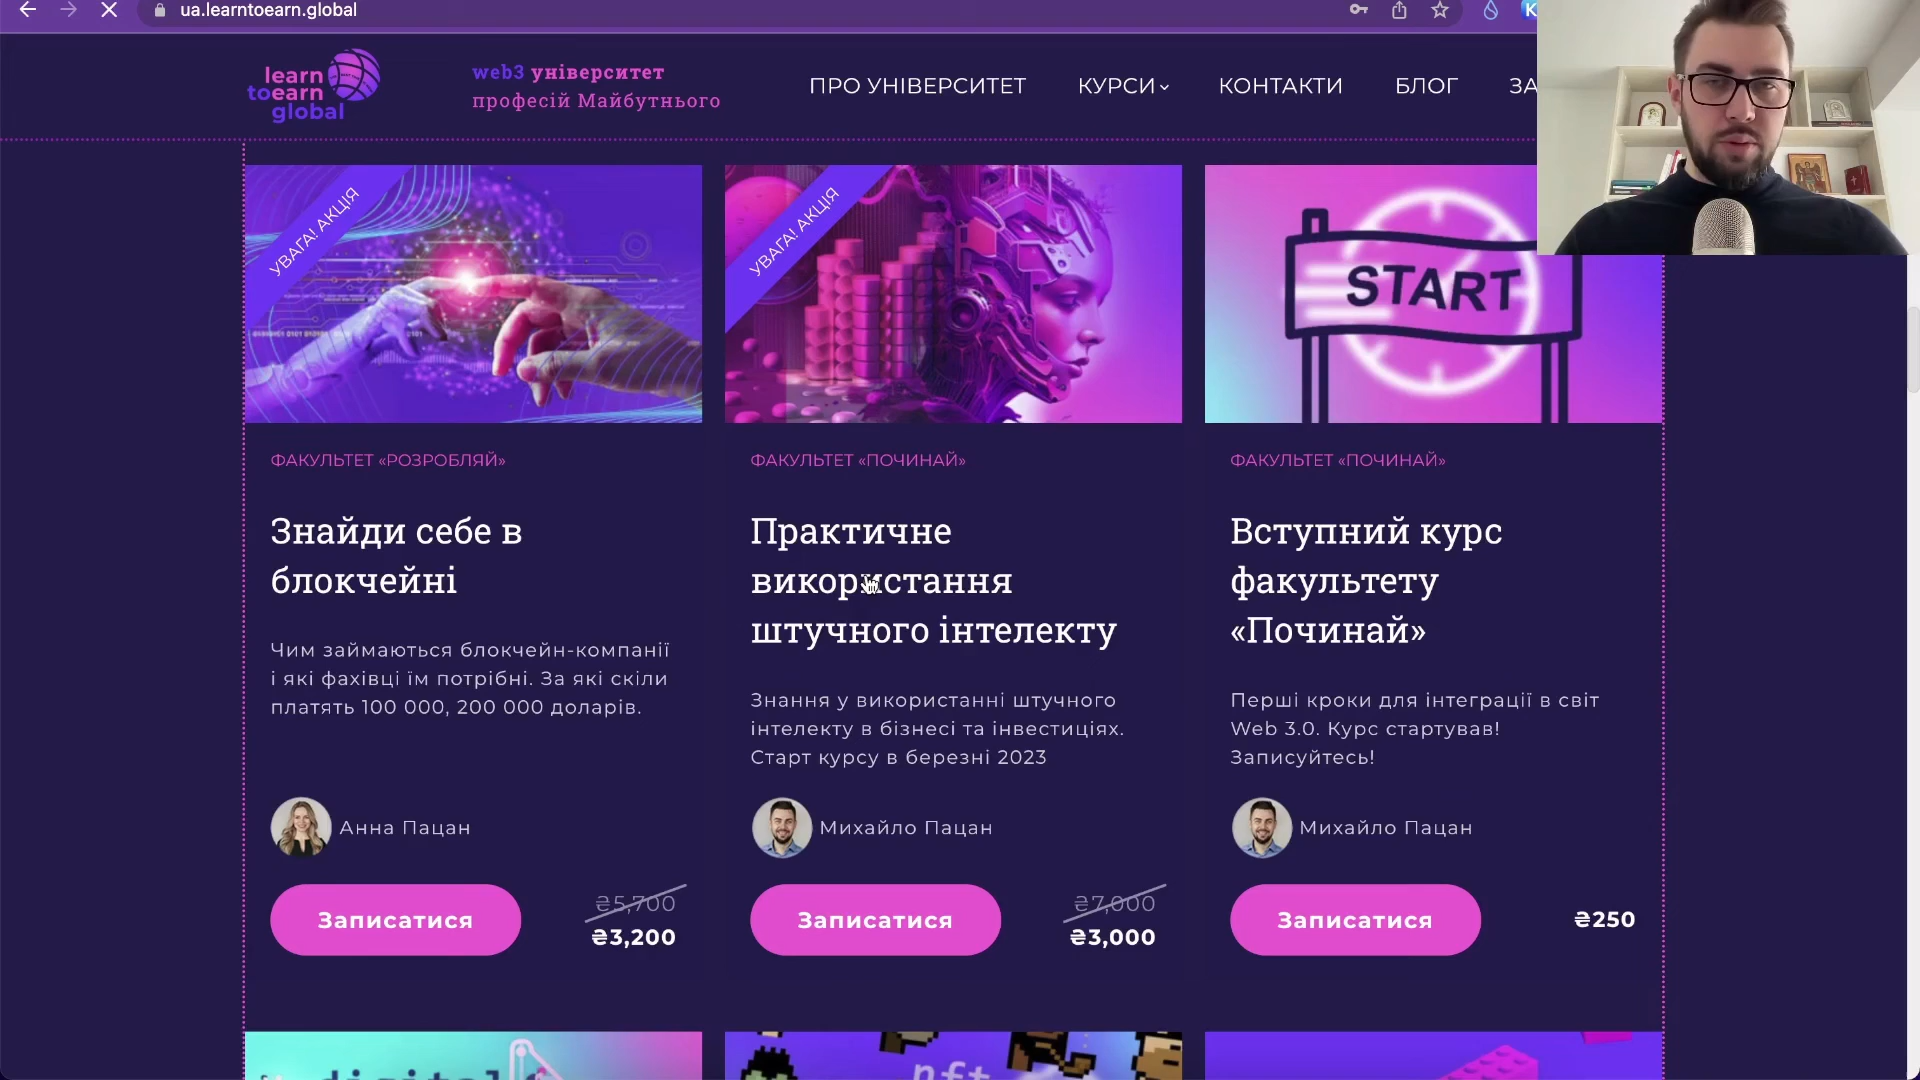 ua.learntoearn.global
K
learn
toearn
global
web3 університет
професій Майбутнього
ПРО УНІВЕРСИТЕТ
КУРСИ
КОНТАКТИ
БЛОГ
ЗА
УВАГА! АКЦІЯ
УВАГА! АКЦІЯ
START
ФАКУЛЬТЕТ «РОЗРОБЛЯЙ»
Знайди себе в
блокчейні
Чим займаються блокчейн-компанії
і які фахівці їм потрібні. За які скіли
платять 100 000, 200 000 доларів.
Анна Пацан
Записатися
₴5,700
₴3,200
ФАКУЛЬТЕТ «ПОЧИНАЙ»
Практичне
використання
штучного інтелекту
Знання у використанні штучного
інтелекту в бізнесі та інвестиціях.
Старт курсу в березні 2023
Михайло Пацан
Записатися
₴7,000
₴3,000
ФАКУЛЬТЕТ «ПОЧИНАЙ»
Вступний курс
факультету
«Починай»
Перші кроки для інтеграції в світ
Web 3.0. Курс стартував!
Записуйтесь!
Михайло Пацан
Записатися
₴250
digital
nft